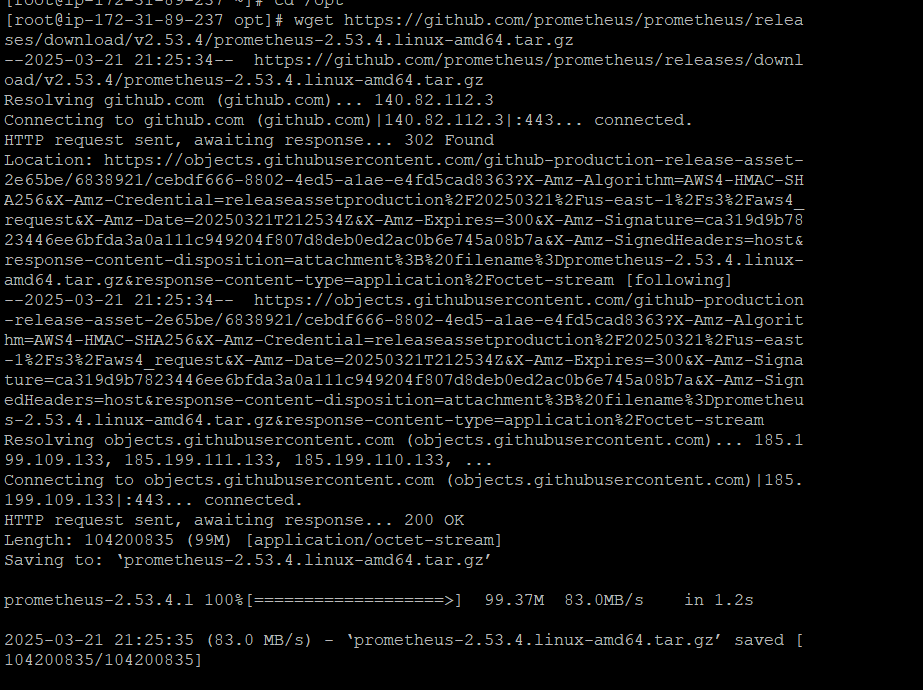 [root@ip-172-31-89-237 ~]# cd /opt
[root@ip-172-31-89-237 opt]# wget https://github.com/prometheus/prometheus/relea
ses/download/v2.53.4/prometheus-2.53.4.linux-amd64.tar.gz
--2025-03-21 21:25:34--  https://github.com/prometheus/prometheus/releases/downl
oad/v2.53.4/prometheus-2.53.4.linux-amd64.tar.gz
Resolving github.com (github.com)... 140.82.112.3
Connecting to github.com (github.com)|140.82.112.3|:443... connected.
HTTP request sent, awaiting response... 302 Found
Location: https://objects.githubusercontent.com/github-production-release-asset-
2e65be/6838921/cebdf666-8802-4ed5-a1ae-e4fd5cad8363?X-Amz-Algorithm=AWS4-HMAC-SH
A256&X-Amz-Credential=releaseassetproduction%2F20250321%2Fus-east-1%2Fs3%2Faws4_
request&X-Amz-Date=20250321T212534Z&X-Amz-Expires=300&X-Amz-Signature=ca319d9b78
23446ee6bfda3a0a111c949204f807d8deb0ed2ac0b6e745a08b7a&X-Amz-SignedHeaders=host&
response-content-disposition=attachment%3B%20filename%3Dprometheus-2.53.4.linux-
amd64.tar.gz&response-content-type=application%2Foctet-stream [following]
--2025-03-21 21:25:34--  https://objects.githubusercontent.com/github-production
-release-asset-2e65be/6838921/cebdf666-8802-4ed5-a1ae-e4fd5cad8363?X-Amz-Algorit
hm=AWS4-HMAC-SHA256&X-Amz-Credential=releaseassetproduction%2F20250321%2Fus-east
-1%2Fs3%2Faws4_request&X-Amz-Date=20250321T212534Z&X-Amz-Expires=300&X-Amz-Signa
ture=ca319d9b7823446ee6bfda3a0a111c949204f807d8deb0ed2ac0b6e745a08b7a&X-Amz-Sign
edHeaders=host&response-content-disposition=attachment%3B%20filename%3Dprometheu
s-2.53.4.linux-amd64.tar.gz&response-content-type=application%2Foctet-stream
Resolving objects.githubusercontent.com (objects.githubusercontent.com)... 185.1
99.109.133, 185.199.111.133, 185.199.110.133, ...
Connecting to objects.githubusercontent.com (objects.githubusercontent.com)|185.
199.109.133|:443... connected.
HTTP request sent, awaiting response... 200 OK
Length: 104200835 (99M) [application/octet-stream]
Saving to: ‘prometheus-2.53.4.linux-amd64.tar.gz’
prometheus-2.53.4.l 100%[===================>]  99.37M  83.0MB/s    in 1.2s
2025-03-21 21:25:35 (83.0 MB/s) - ‘prometheus-2.53.4.linux-amd64.tar.gz’ saved [
104200835/104200835]